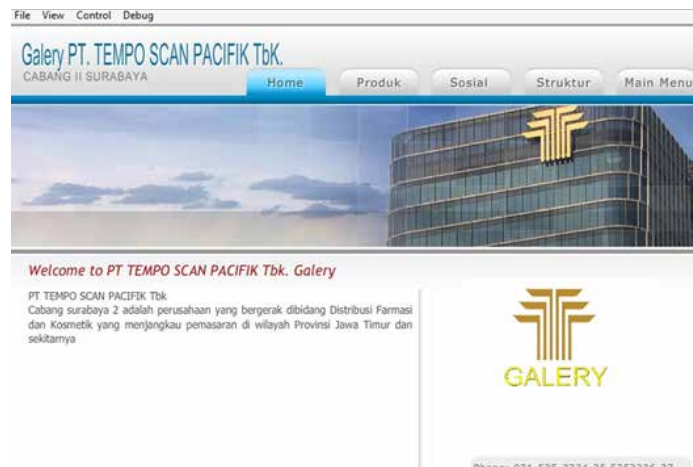 File View Control Debug
Galery PT. TEMPO SCAN PACIFIK TbK.
CABANG II SURABAYA
Home Produk Sosial Struktur Main Menu
Welcome to PT TEMPO SCAN PACIFIK Tbk. Galery
PT TEMPO SCAN PACIFIK Tbk
Cabang surabaya 2 adalah perusahaan yang bergerak dibidang Distribusi Farmasi
dan Kosmetik yang menjangkau pemasaran di wilayah Provinsi Jawa Timur dan
sekitarnya
GALERY